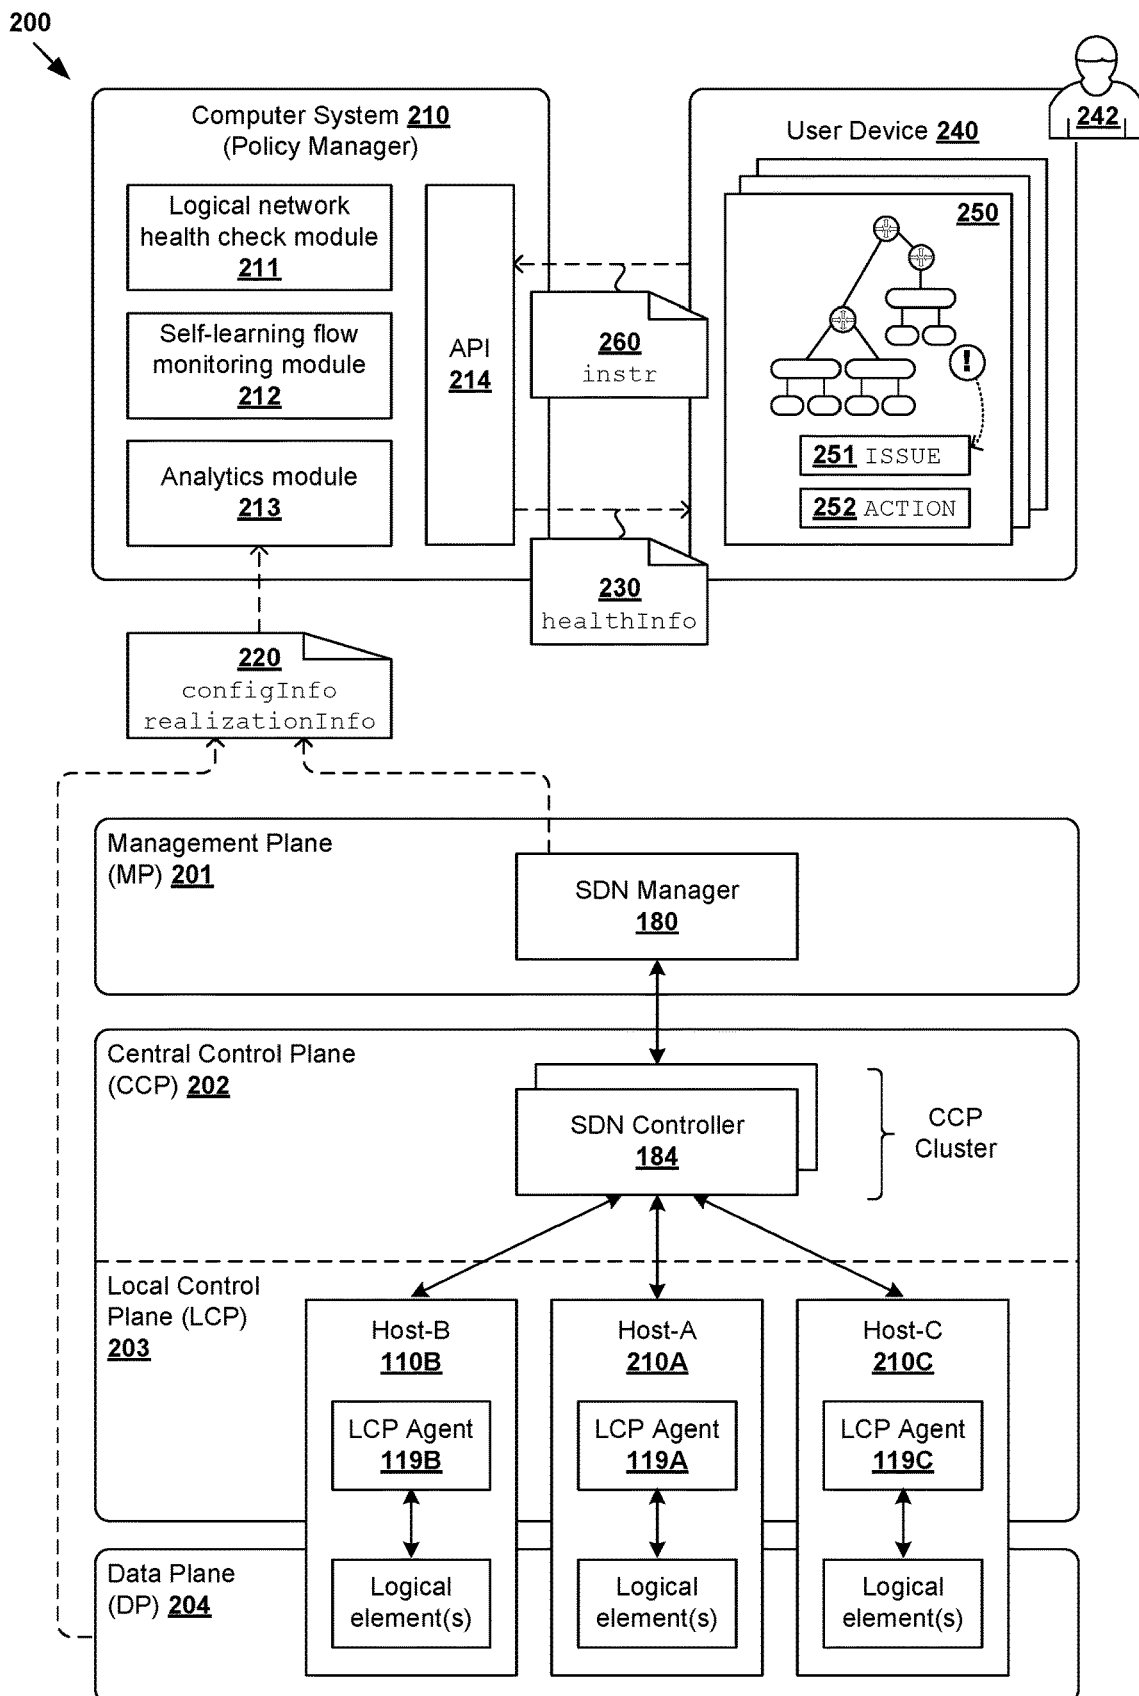 200
Computer System 210
(Policy Manager)
Logical network
health check module
211
Self-learning flow
monitoring module
212
Analytics module
213
API
214
260
instr
230
healthInfo
User Device 240
242
250
!
251 ISSUE
252 ACTION
220
configInfo
realizationInfo
Management Plane
(MP) 201
SDN Manager
180
Central Control Plane
(CCP) 202
SDN Controller
184
CCP
Cluster
Local Control
Plane (LCP)
203
Host-B
110B
LCP Agent
119B
Logical
element(s)
Host-A
210A
LCP Agent
119A
Logical
element(s)
Host-C
210C
LCP Agent
119C
Logical
element(s)
Data Plane
(DP) 204